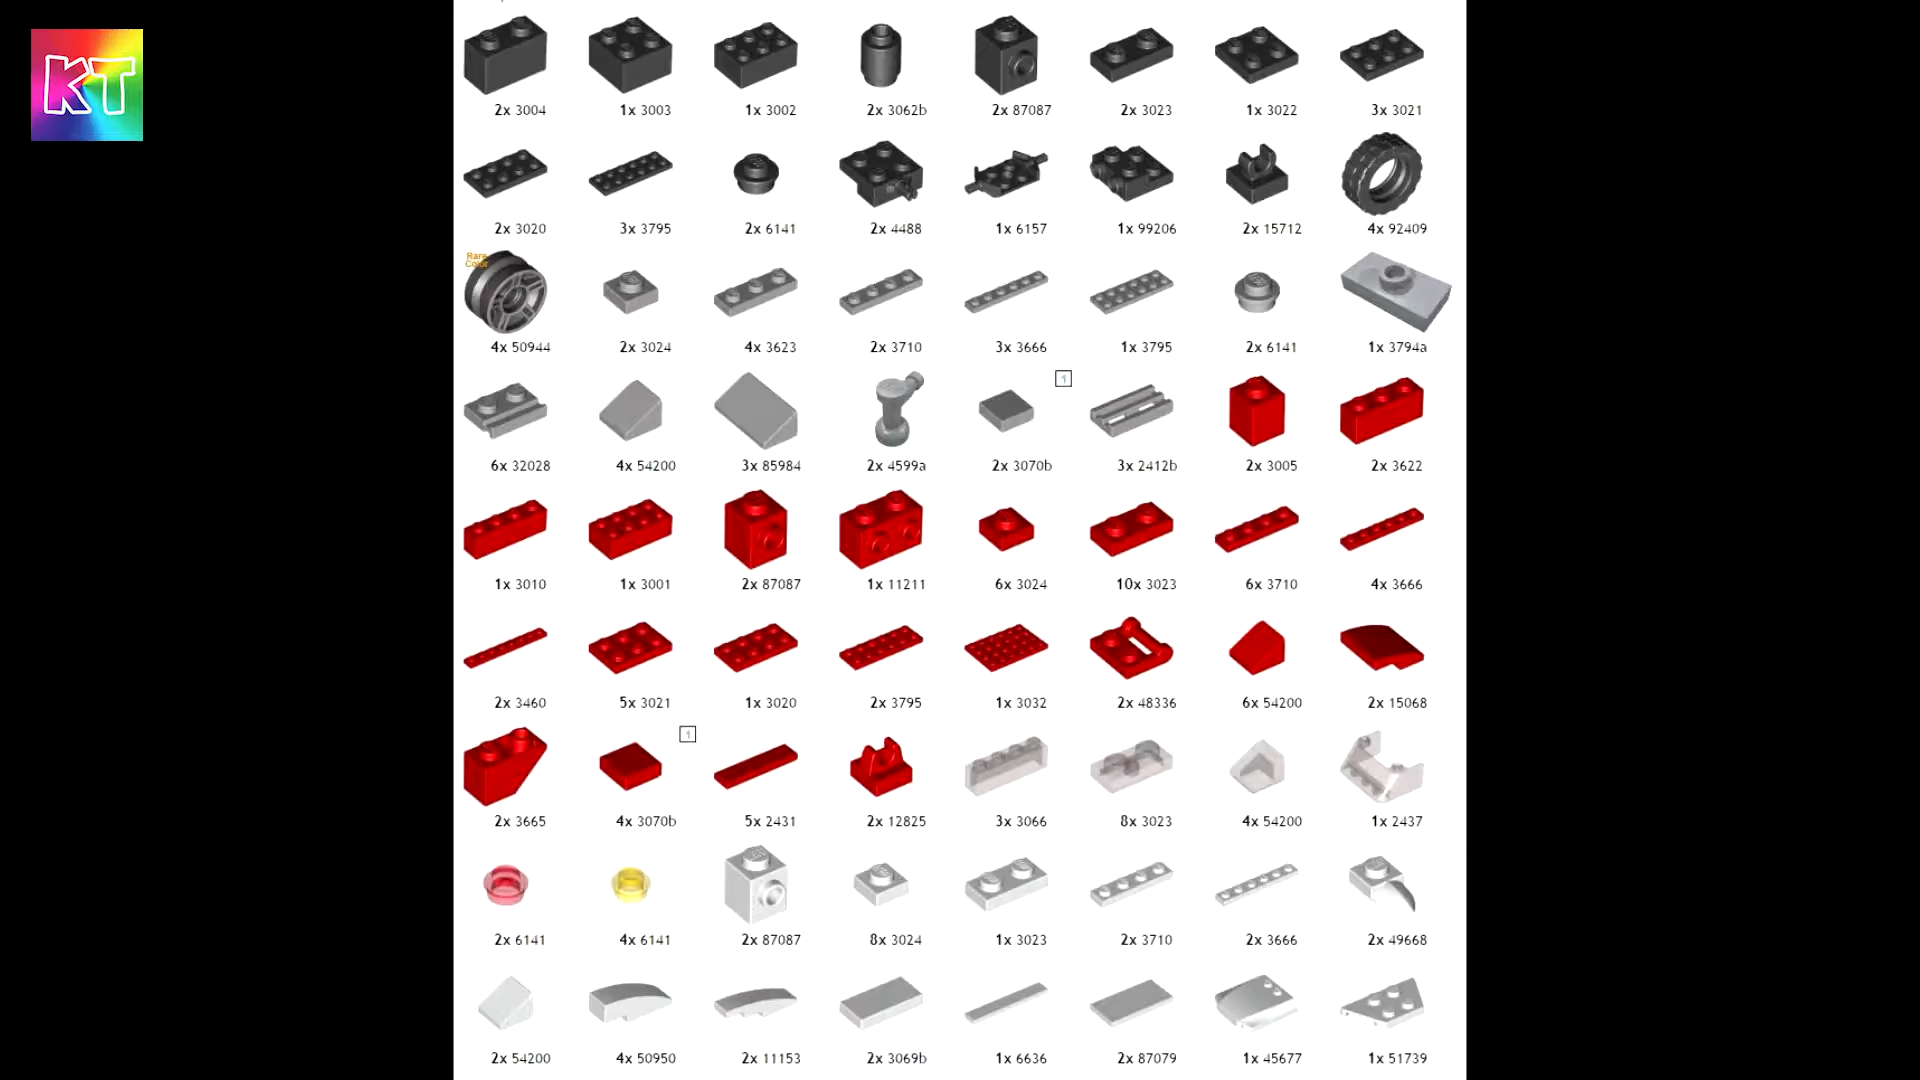 KT
2x 3004 1x 3003 1x 3002 2x 3062b 2x 87087 2x 3023 1x 3022 3x 3021
2x 3020 3x 3795 2x 6141 2x 4488 1x 6157 1x 99206 2x 15712 4x 92409
Rare
Color
4x 50944 2x 3024 4x 3623 2x 3710 3x 3666 1x 3795 2x 6141 1x 3794a
1
6x 32028 4x 54200 3x 85984 2x 4599a 2x 3070b 3x 2412b 2x 3005 2x 3622
1x 3010 1x 3001 2x 87087 1x 11211 6x 3024 10x 3023 6x 3710 4x 3666
2x 3460 5x 3021 1x 3020 2x 3795 1x 3032 2x 48336 6x 54200 2x 15068
1
2x 3665 4x 3070b 5x 2431 2x 12825 3x 3066 8x 3023 4x 54200 1x 2437
2x 6141 4x 6141 2x 87087 8x 3024 1x 3023 2x 3710 2x 3666 2x 49668
2x 54200 4x 50950 2x 11153 2x 3069b 1x 6636 2x 87079 1x 45677 1x 51739